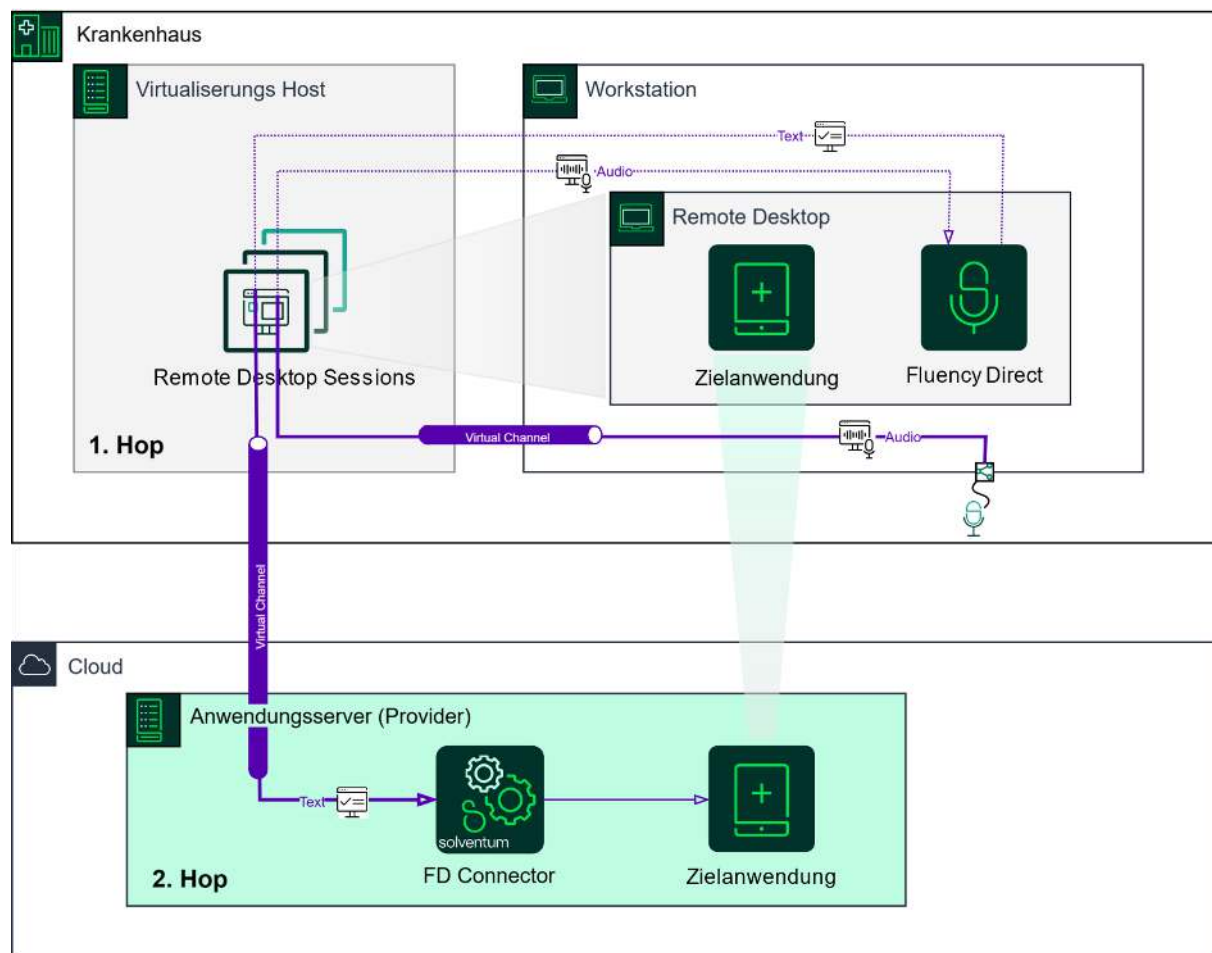 Krankenhaus
Virtualiserungs Host
Workstation
Text
Audio
Remote Desktop
Remote Desktop Sessions
Zielanwendung
Fluency Direct
1. Hop
Virtual Channel
Audio
Virtual Channel
Cloud
Anwendungsserver (Provider)
Text
solventum
FD Connector
Zielanwendung
2. Hop